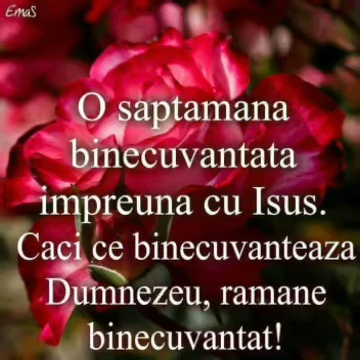 EmaS
O saptamana
binecuvantata
impreuna cu Isus.
Caci ce binecuvanteaza
Dumnezeu, ramane
binecuvantat!